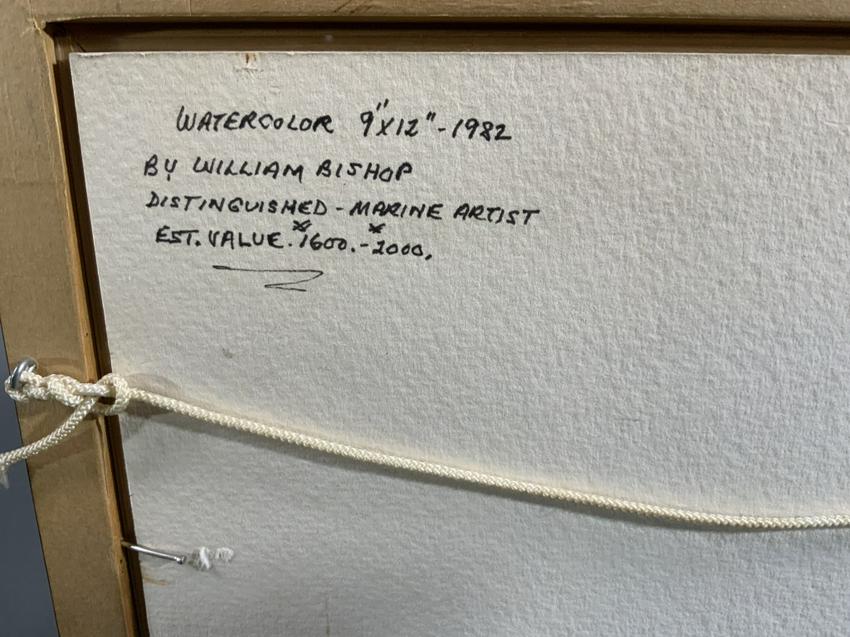 WATERCOLOR 9"X12"-1982
BY WILLIAM BISHOP
DISTINGUISHED - MARINE ARTIST
EST. VALUE. 1600.-2000.